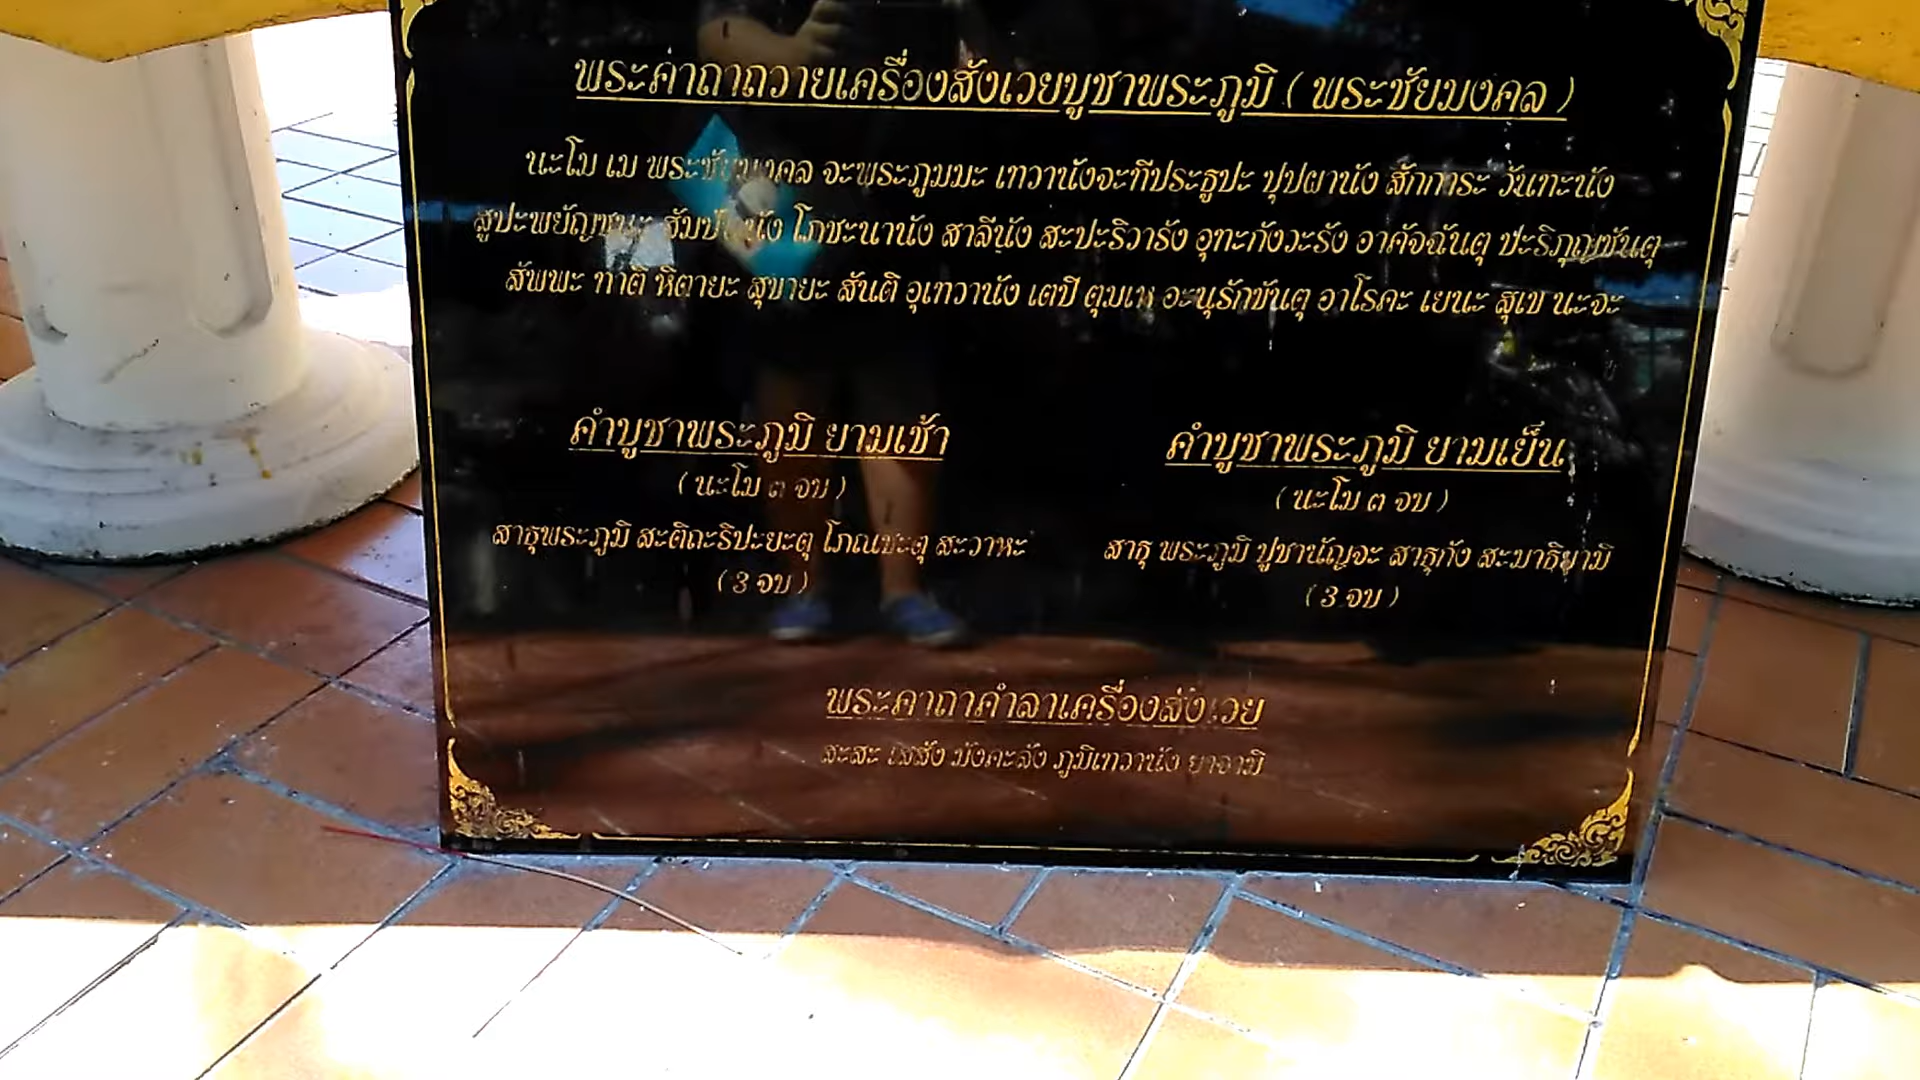 พระคาถาถวายเครื่องสังเวยบูชาพระภูมิ ( พระชัยมงคล )
นะโม เม พระชัยมงคล จะพระภูมมะ เทวานังจะทีประธูปะ ปุปผานัง สักการะ วันทะนัง
สูปะพยัญชนะ โภชะนานัง สาลีนัง สะปะริวารัง อุทะกังวะรัง อาคัจฉันตุ ปะริภุญชันตุ
สัพพะ ทาติ หิตายะ สุขายะ สันติ อุเทวานัง เตปิ ตุมเห อะนุรักขันตุ อาโรคะ เยนะ สุเข นะจะ
คำบูชาพระภูมิ ยามเช้า
( นะโม ๓ จบ )
สาธุพระภูมิ สะติถะริปะยะตุ สะวาหะ
( 3 จบ )
คำบูชาพระภูมิ ยามเย็น
( นะโม ๓ จบ )
สาธุ พระภูมิ ปูชานัญจะ สาธุกัง สะมาธิยามิ
( 3 จบ )
พระคาถาคำลาเครื่องสังเวย
สะสะ เสสัง มังคะลัง ภูมิเทวานัง ยาจามิ